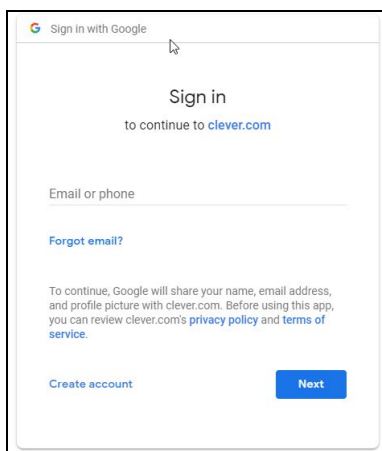 Sign in with Google
Sign in
to continue to clever.com
Email or phone
Forgot email?
To continue, Google will share your name, email address,
and profile picture with clever.com. Before using this app,
you can review clever.com's privacy policy and terms of
service.
Create account
Next